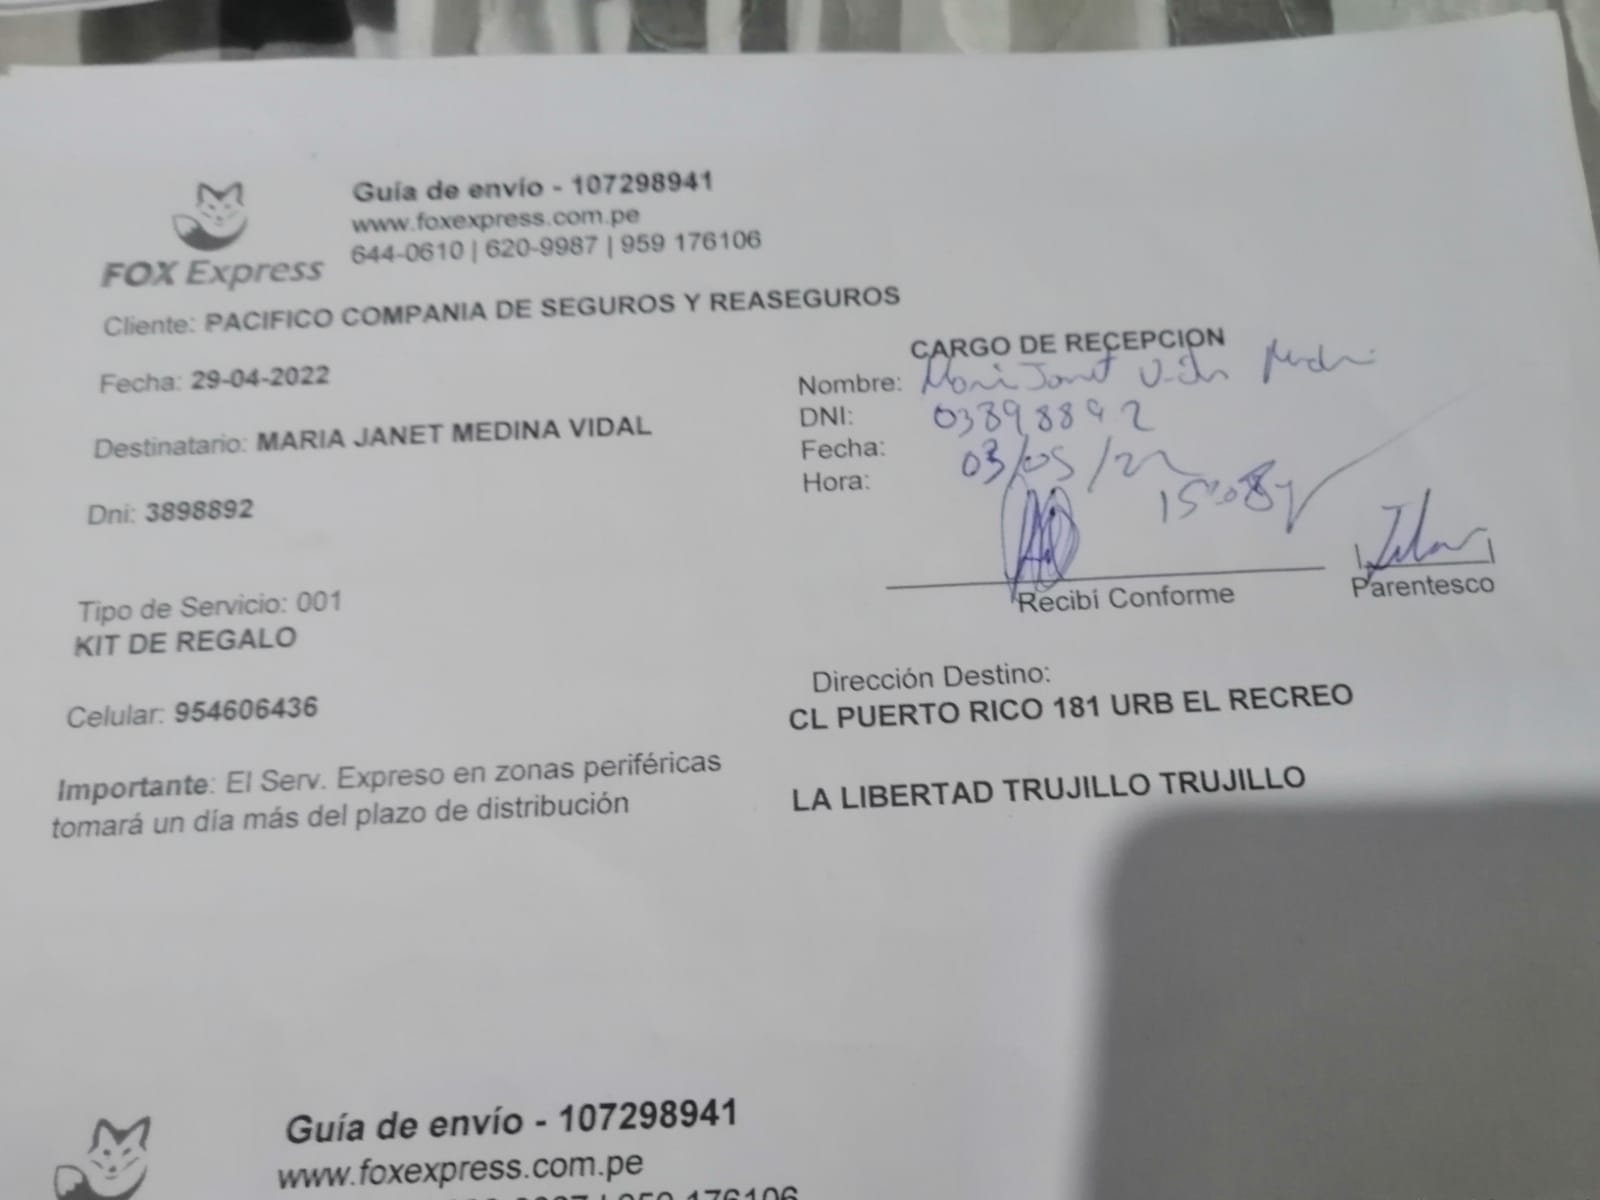 Guía de envío - 107298941
www.foxexpress.com.pe
644-0610 | 620-9987 | 959 176106
FOX Express
Cliente: PACIFICO COMPANIA DE SEGUROS Y REASEGUROS
Fecha: 29-04-2022
Destinatario: MARIA JANET MEDINA VIDAL
Dni: 3898892
Tipo de Servicio: 001
KIT DE REGALO
Celular: 954606436
Importante: El Serv. Expreso en zonas periféricas
tomará un día más del plazo de distribución
CARGO DE RECEPCION
Nombre: Janet
DNI: 03898892
Fecha: 03/05/22
Hora:
Recibí Conforme
Titular
Parentesco
Dirección Destino:
CL PUERTO RICO 181 URB EL RECREO
LA LIBERTAD TRUJILLO TRUJILLO
Guía de envío - 107298941
www.foxexpress.com.pe
176106